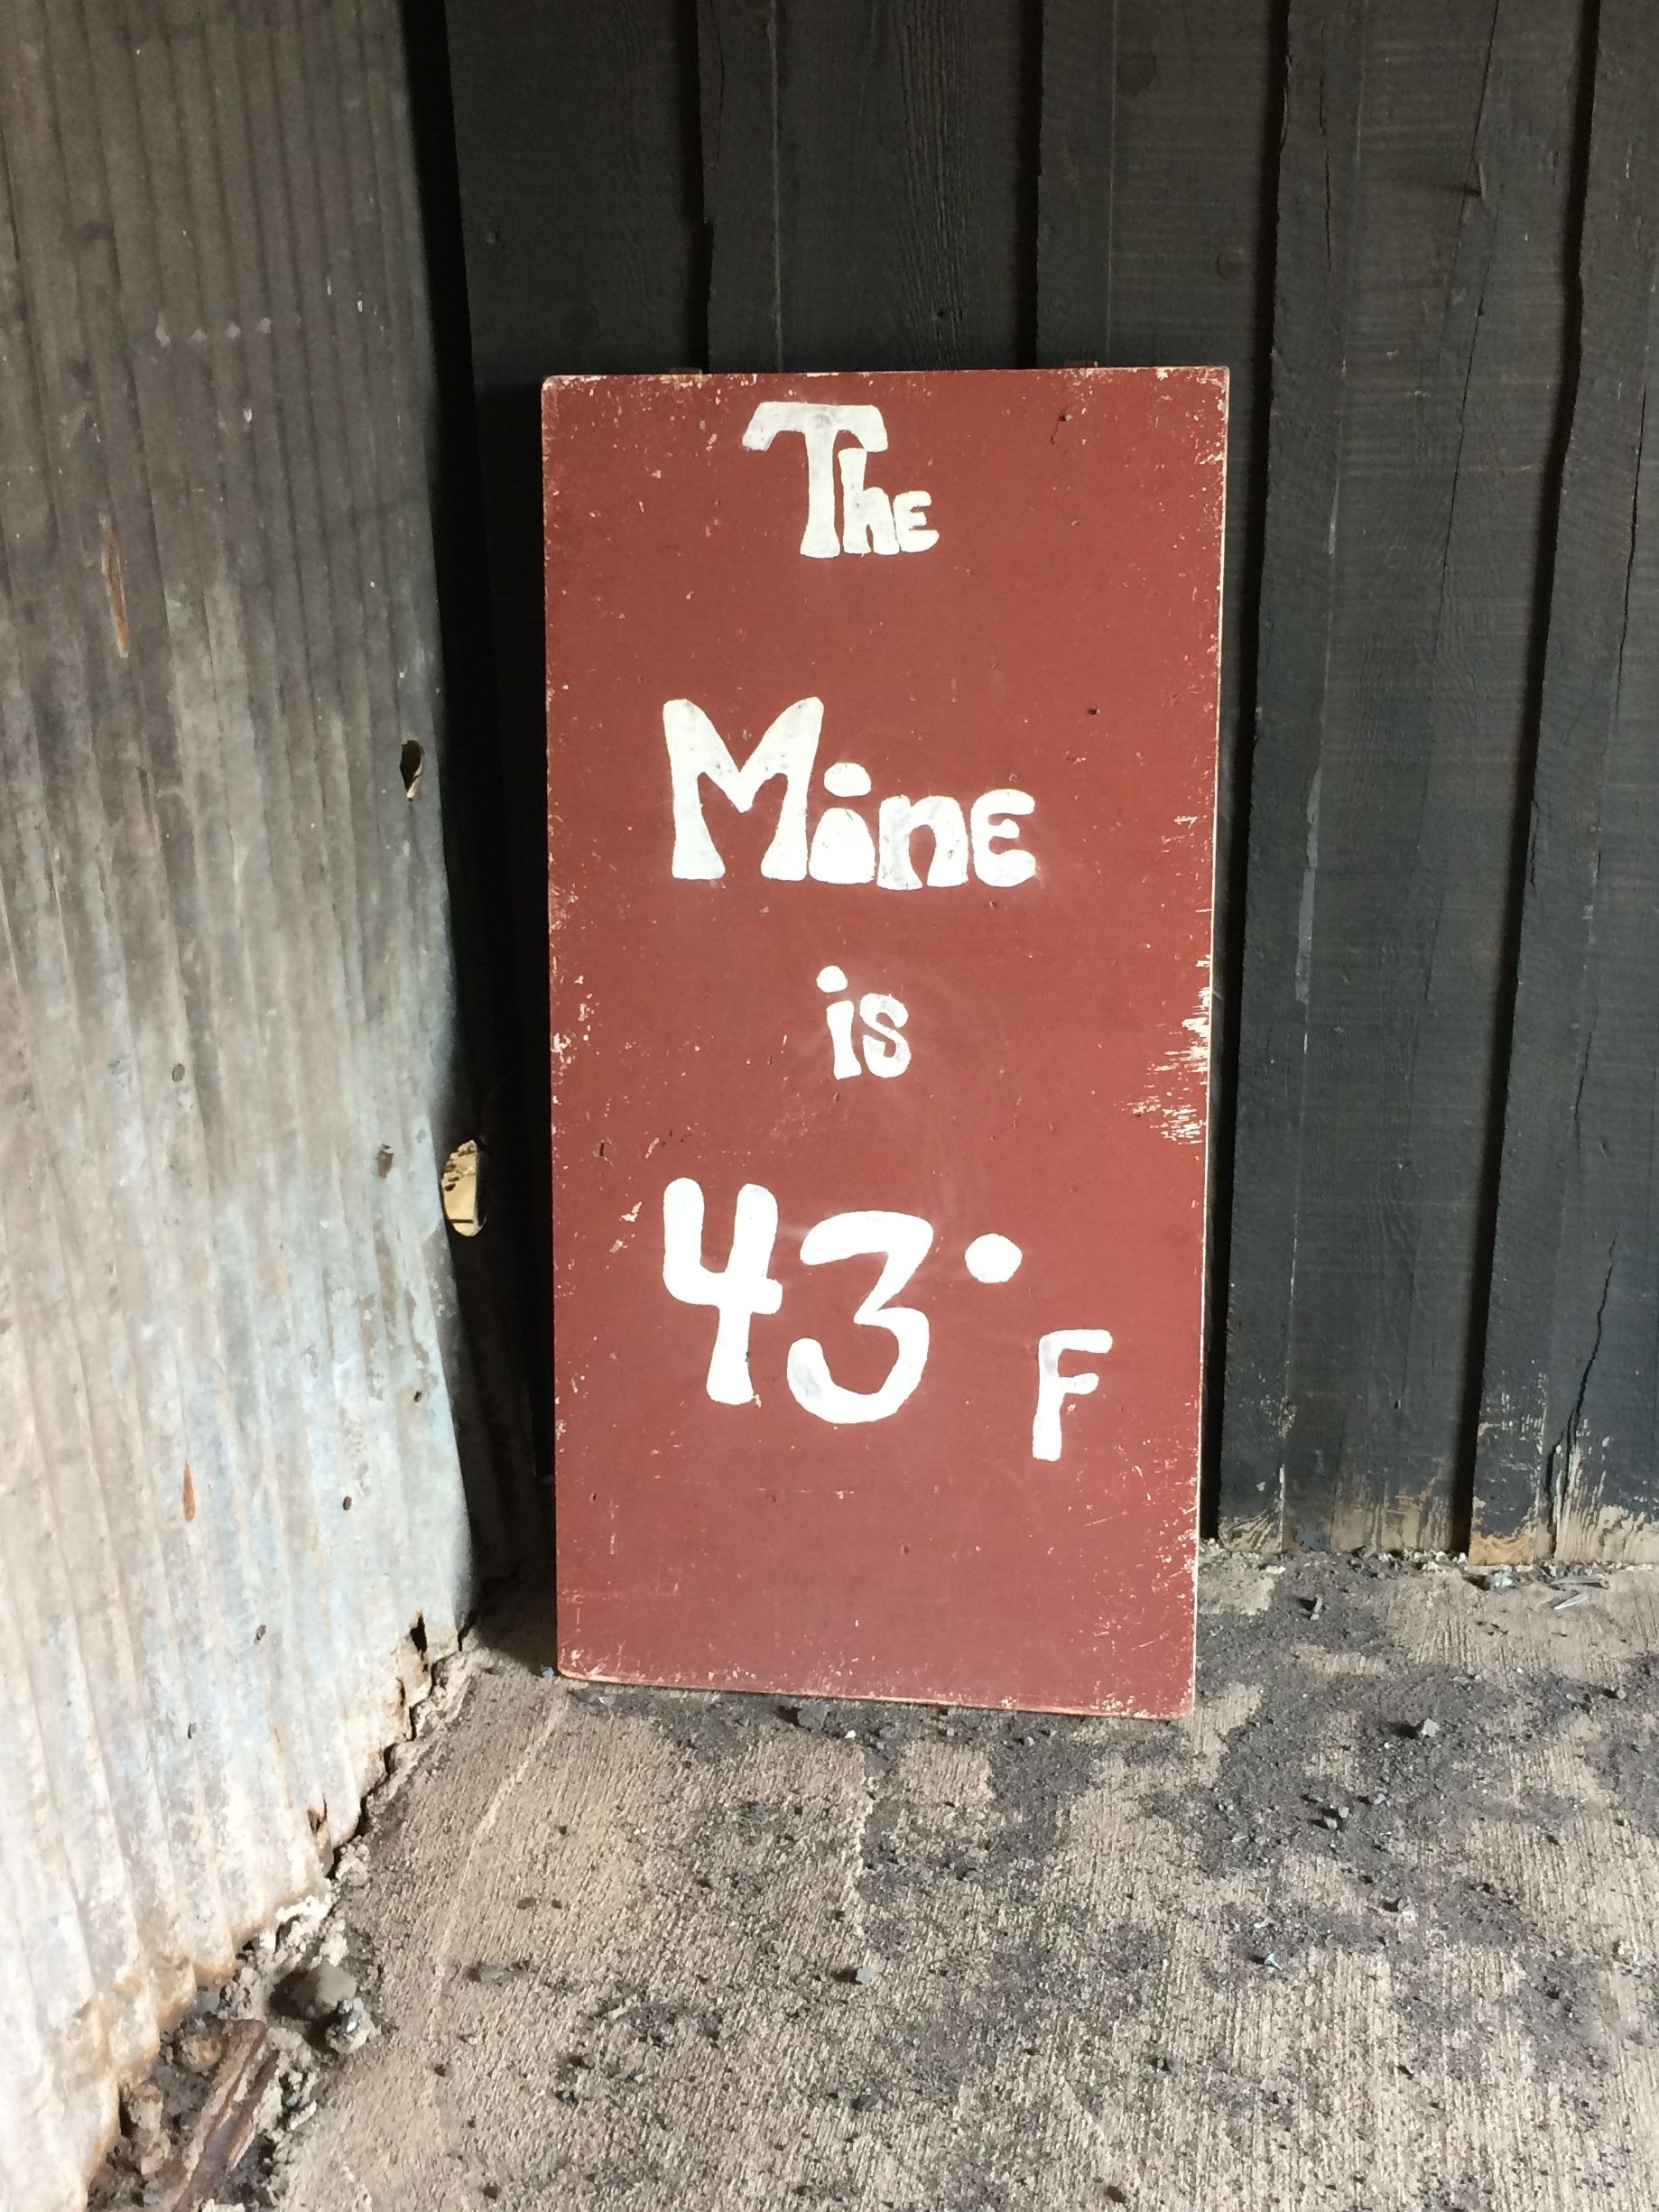 The
Mine
is
43° F